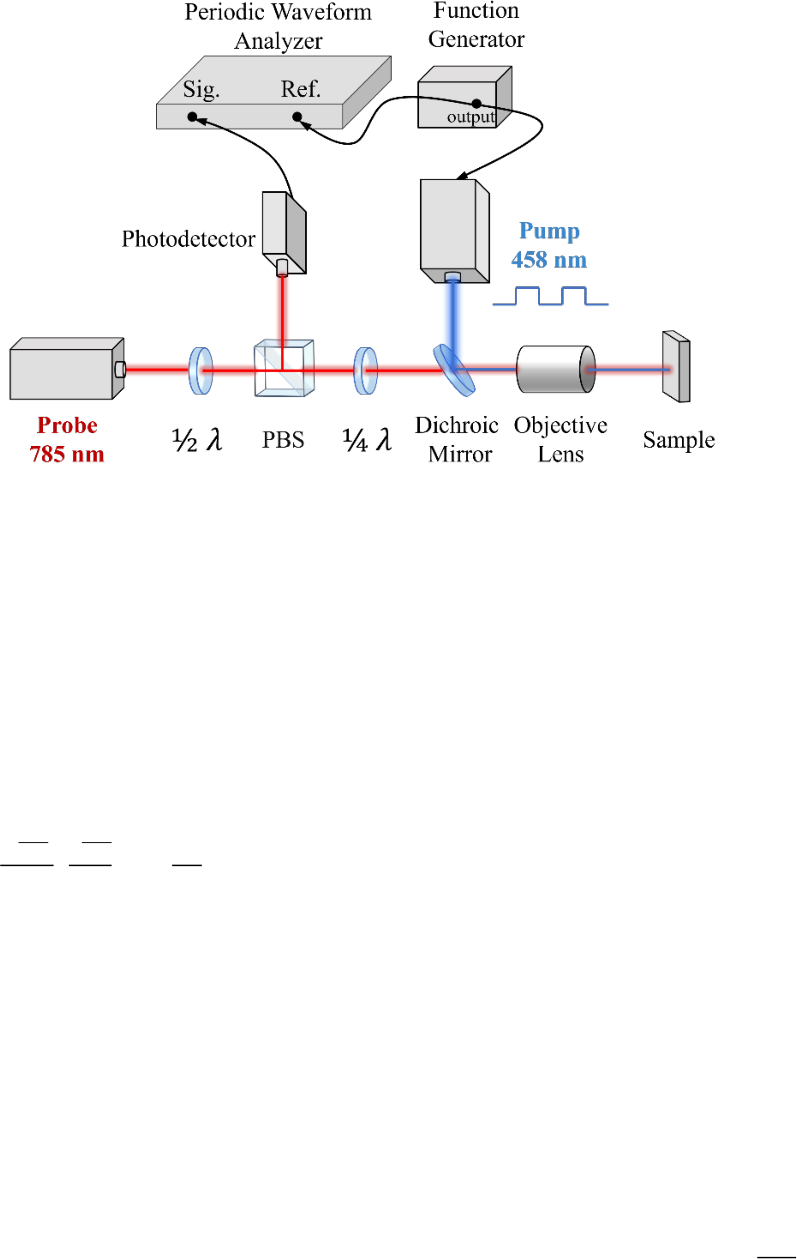 Periodic Waveform
Analyzer
Function
Generator
Sig.
Ref.
output
Photodetector
Pump
458 nm
Probe
785 nm
½ λ
PBS
¼ λ
Dichroic
Mirror
Objective
Lens
Sample